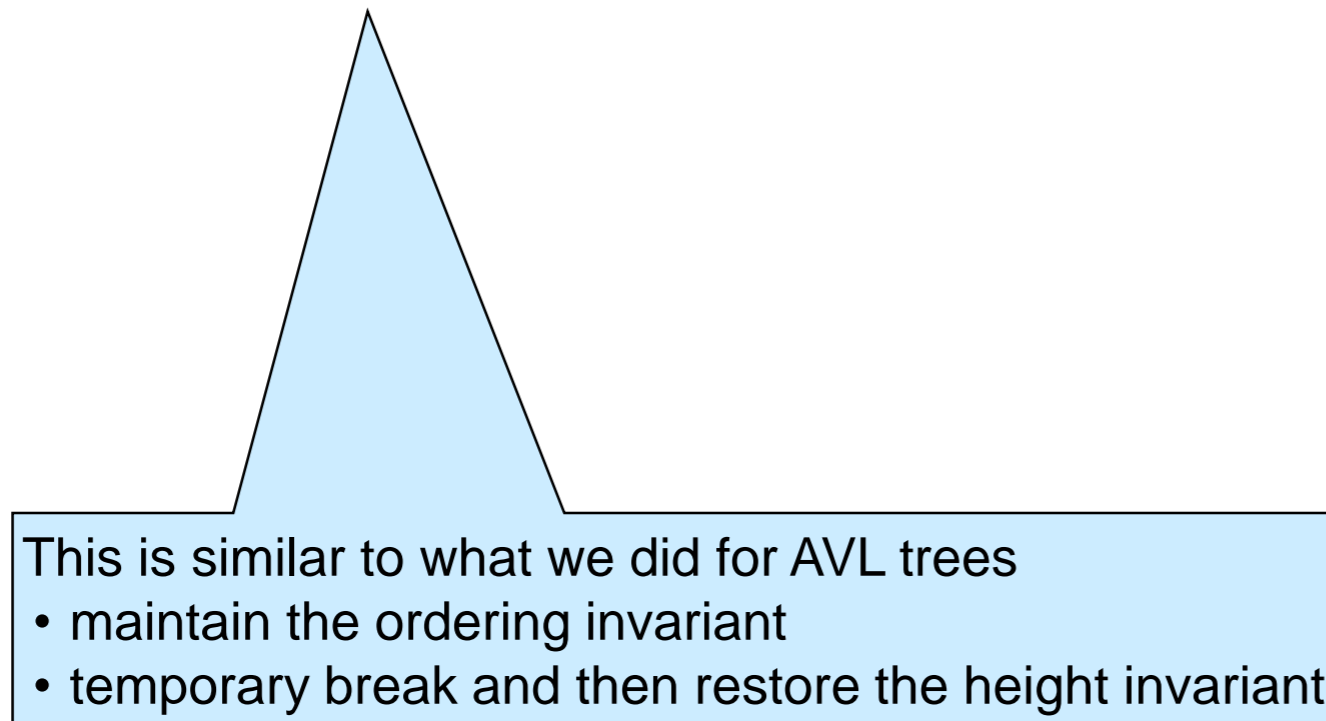 This is similar to what we did for AVL trees
• maintain the ordering invariant
• temporary break and then restore the height invariant